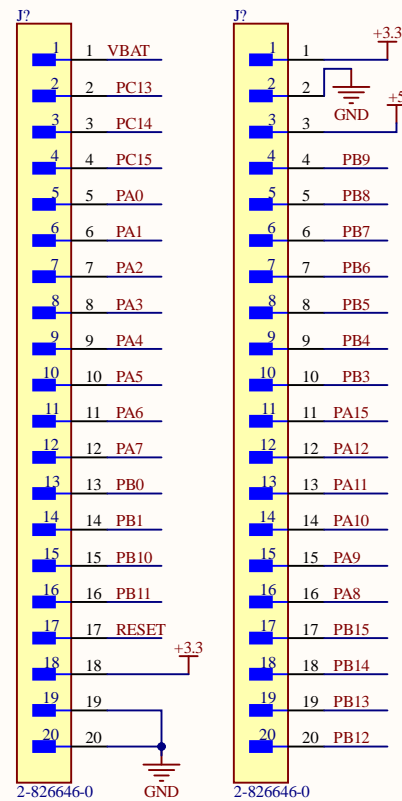 J?
1 1 VBAT
2 2 PC13
3 3 PC14
4 4 PC15
5 5 PA0
6 6 PA1
7 7 PA2
8 8 PA3
9 9 PA4
10 10 PA5
11 11 PA6
12 12 PA7
13 13 PB0
14 14 PB1
15 15 PB10
16 16 PB11
17 17 RESET
+3.3
18 18
19 19
20 20
2-826646-0
GND
J?
+3.3
1 1
2 2
GND
+5
3 3
4 4 PB9
5 5 PB8
6 6 PB7
7 7 PB6
8 8 PB5
9 9 PB4
10 10 PB3
11 11 PA15
12 12 PA12
13 13 PA11
14 14 PA10
15 15 PA9
16 16 PA8
17 17 PB15
18 18 PB14
19 19 PB13
20 20 PB12
2-826646-0